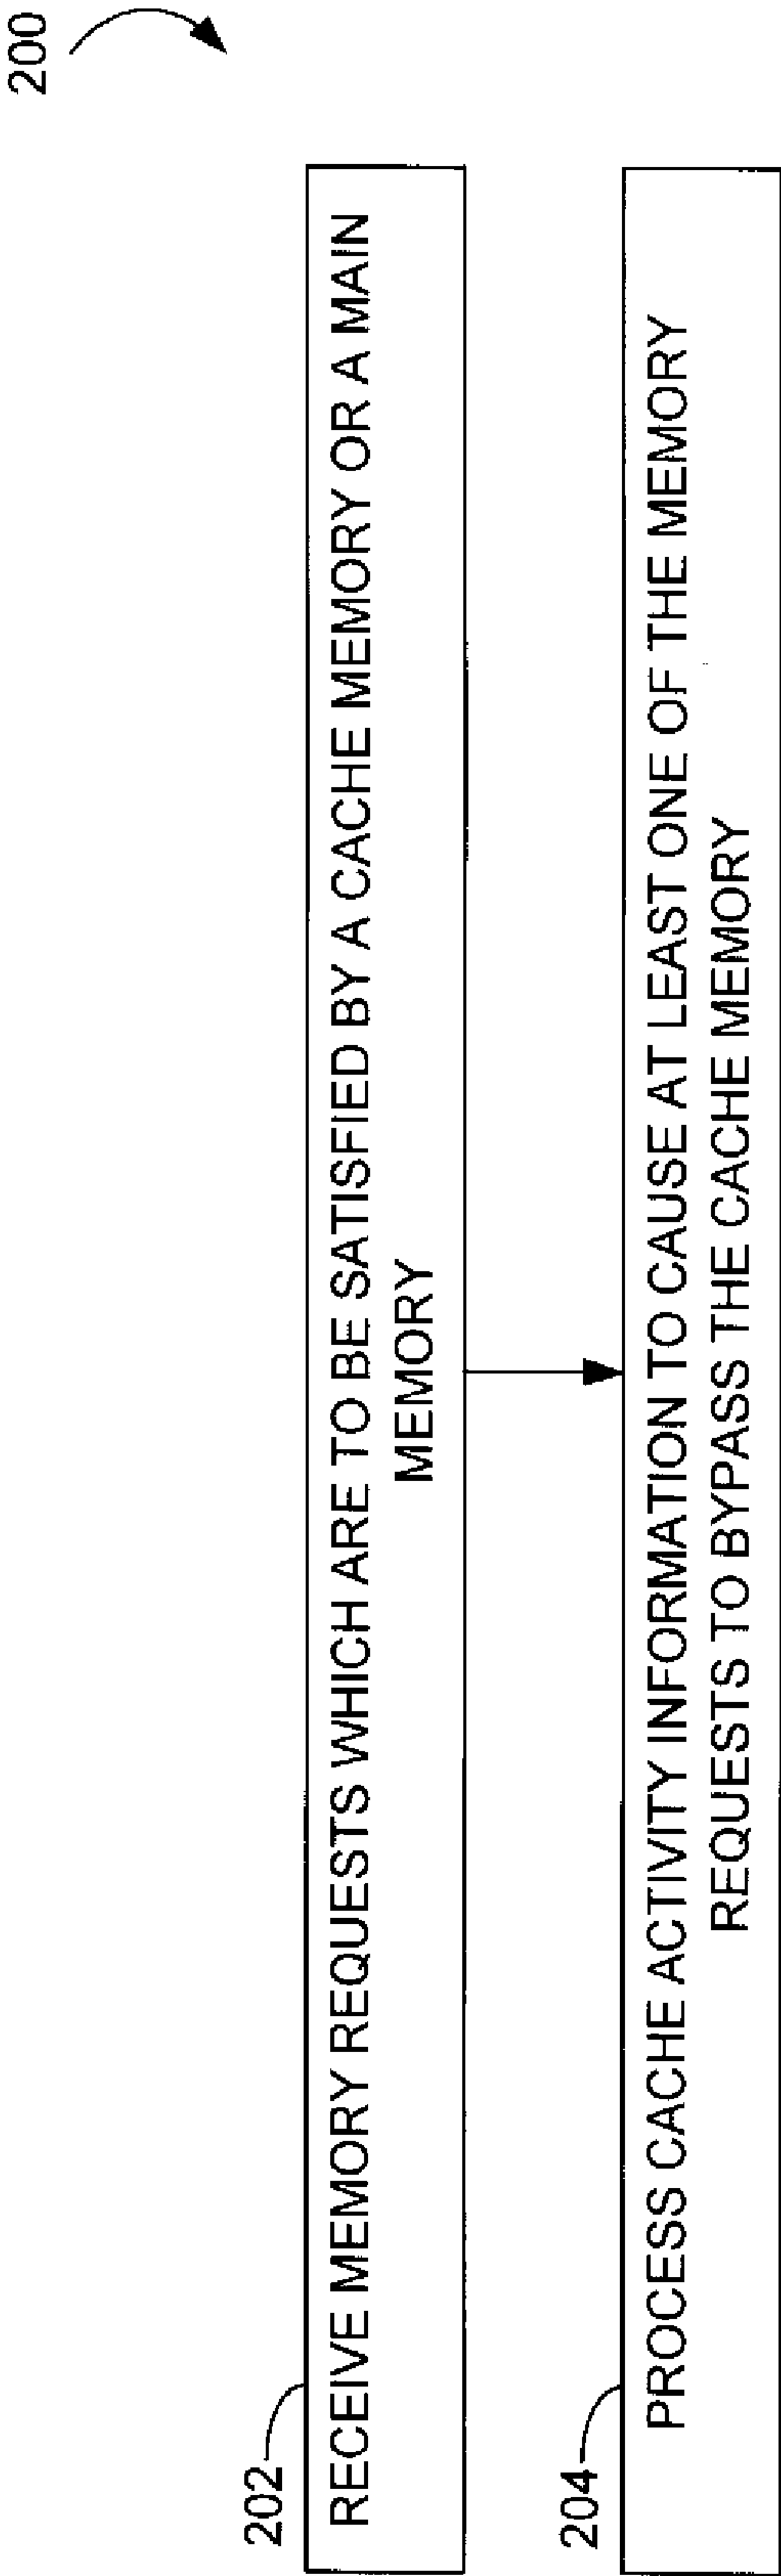 200
202
RECEIVE MEMORY REQUESTS WHICH ARE TO BE SATISFIED BY A CACHE MEMORY OR A MAIN
MEMORY
204
PROCESS CACHE ACTIVITY INFORMATION TO CAUSE AT LEAST ONE OF THE MEMORY
REQUESTS TO BYPASS THE CACHE MEMORY